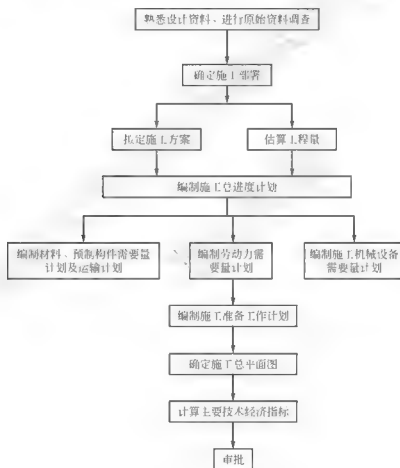 熟悉设计资料、进行原始资料调查
确定施工部署
拟定施工方案
估算工程量
编制施工总进度计划
编制材料、预制构件需要量
计划及运输计划
编制劳动力需
要量计划
编制施工机械设备
需要量计划
编制施工准备工作计划
确定施工总平面图
计算主要技术经济指标
审批